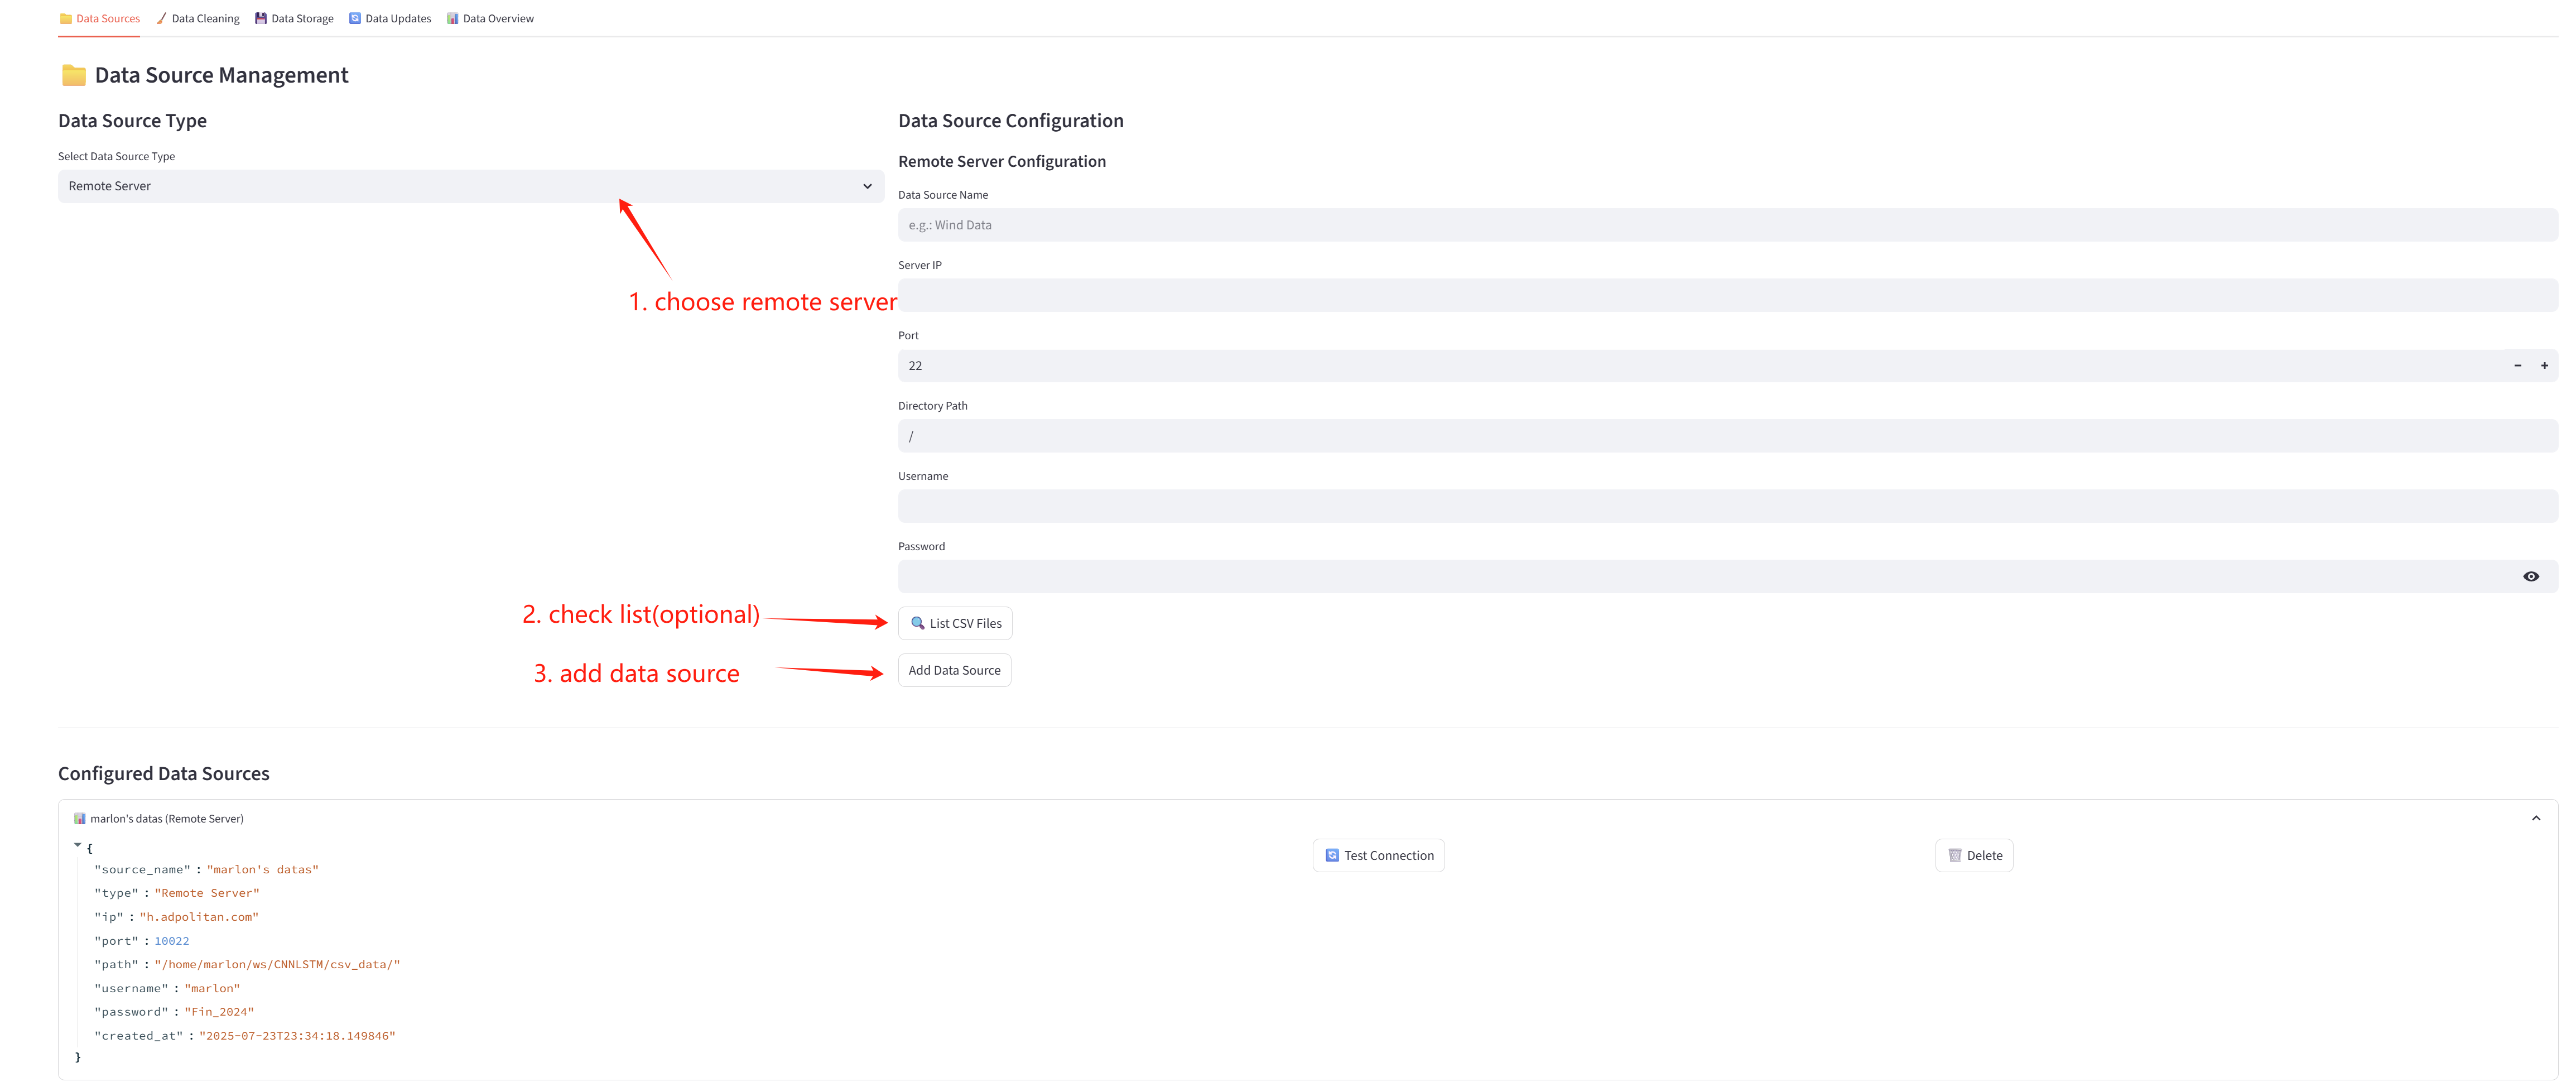 Data Sources
Data Cleaning
Data Storage
Data Updates
Data Overview
Data Source Management
Data Source Type
Select Data Source Type
Remote Server
1. choose remote server
Data Source Configuration
Remote Server Configuration
Data Source Name
e.g.: Wind Data
Server IP
Port
22
Directory Path
/
Username
Password
2. check list(optional)
List CSV Files
3. add data source
Add Data Source
Configured Data Sources
marlon's datas (Remote Server)
{
"source_name" : "marlon's datas"
"type" : "Remote Server"
"ip" : "h.adpolitan.com"
"port" : 10022
"path" : "/home/marlon/ws/CNNLSTM/csv_data/"
"username" : "marlon"
"password" : "Fin_2024"
"created_at" : "2025-07-23T23:34:18.149846"
}
Test Connection
Delete